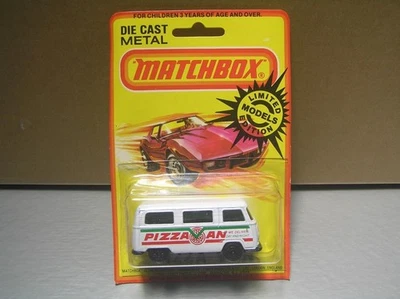 FOR CHILDREN 3 YEARS OF AGE AND OVER.
DIE CAST
METAL
MATCHBOX®
LIMITED
MODELS
EDITION
PIZZA VAN